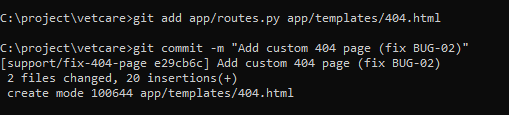 C:\project\vetcare>git add app/routes.py app/templates/404.html
C:\project\vetcare>git commit -m "Add custom 404 page (fix BUG-02)"
[support/fix-404-page e29cb6c] Add custom 404 page (fix BUG-02)
 2 files changed, 20 insertions(+)
 create mode 100644 app/templates/404.html